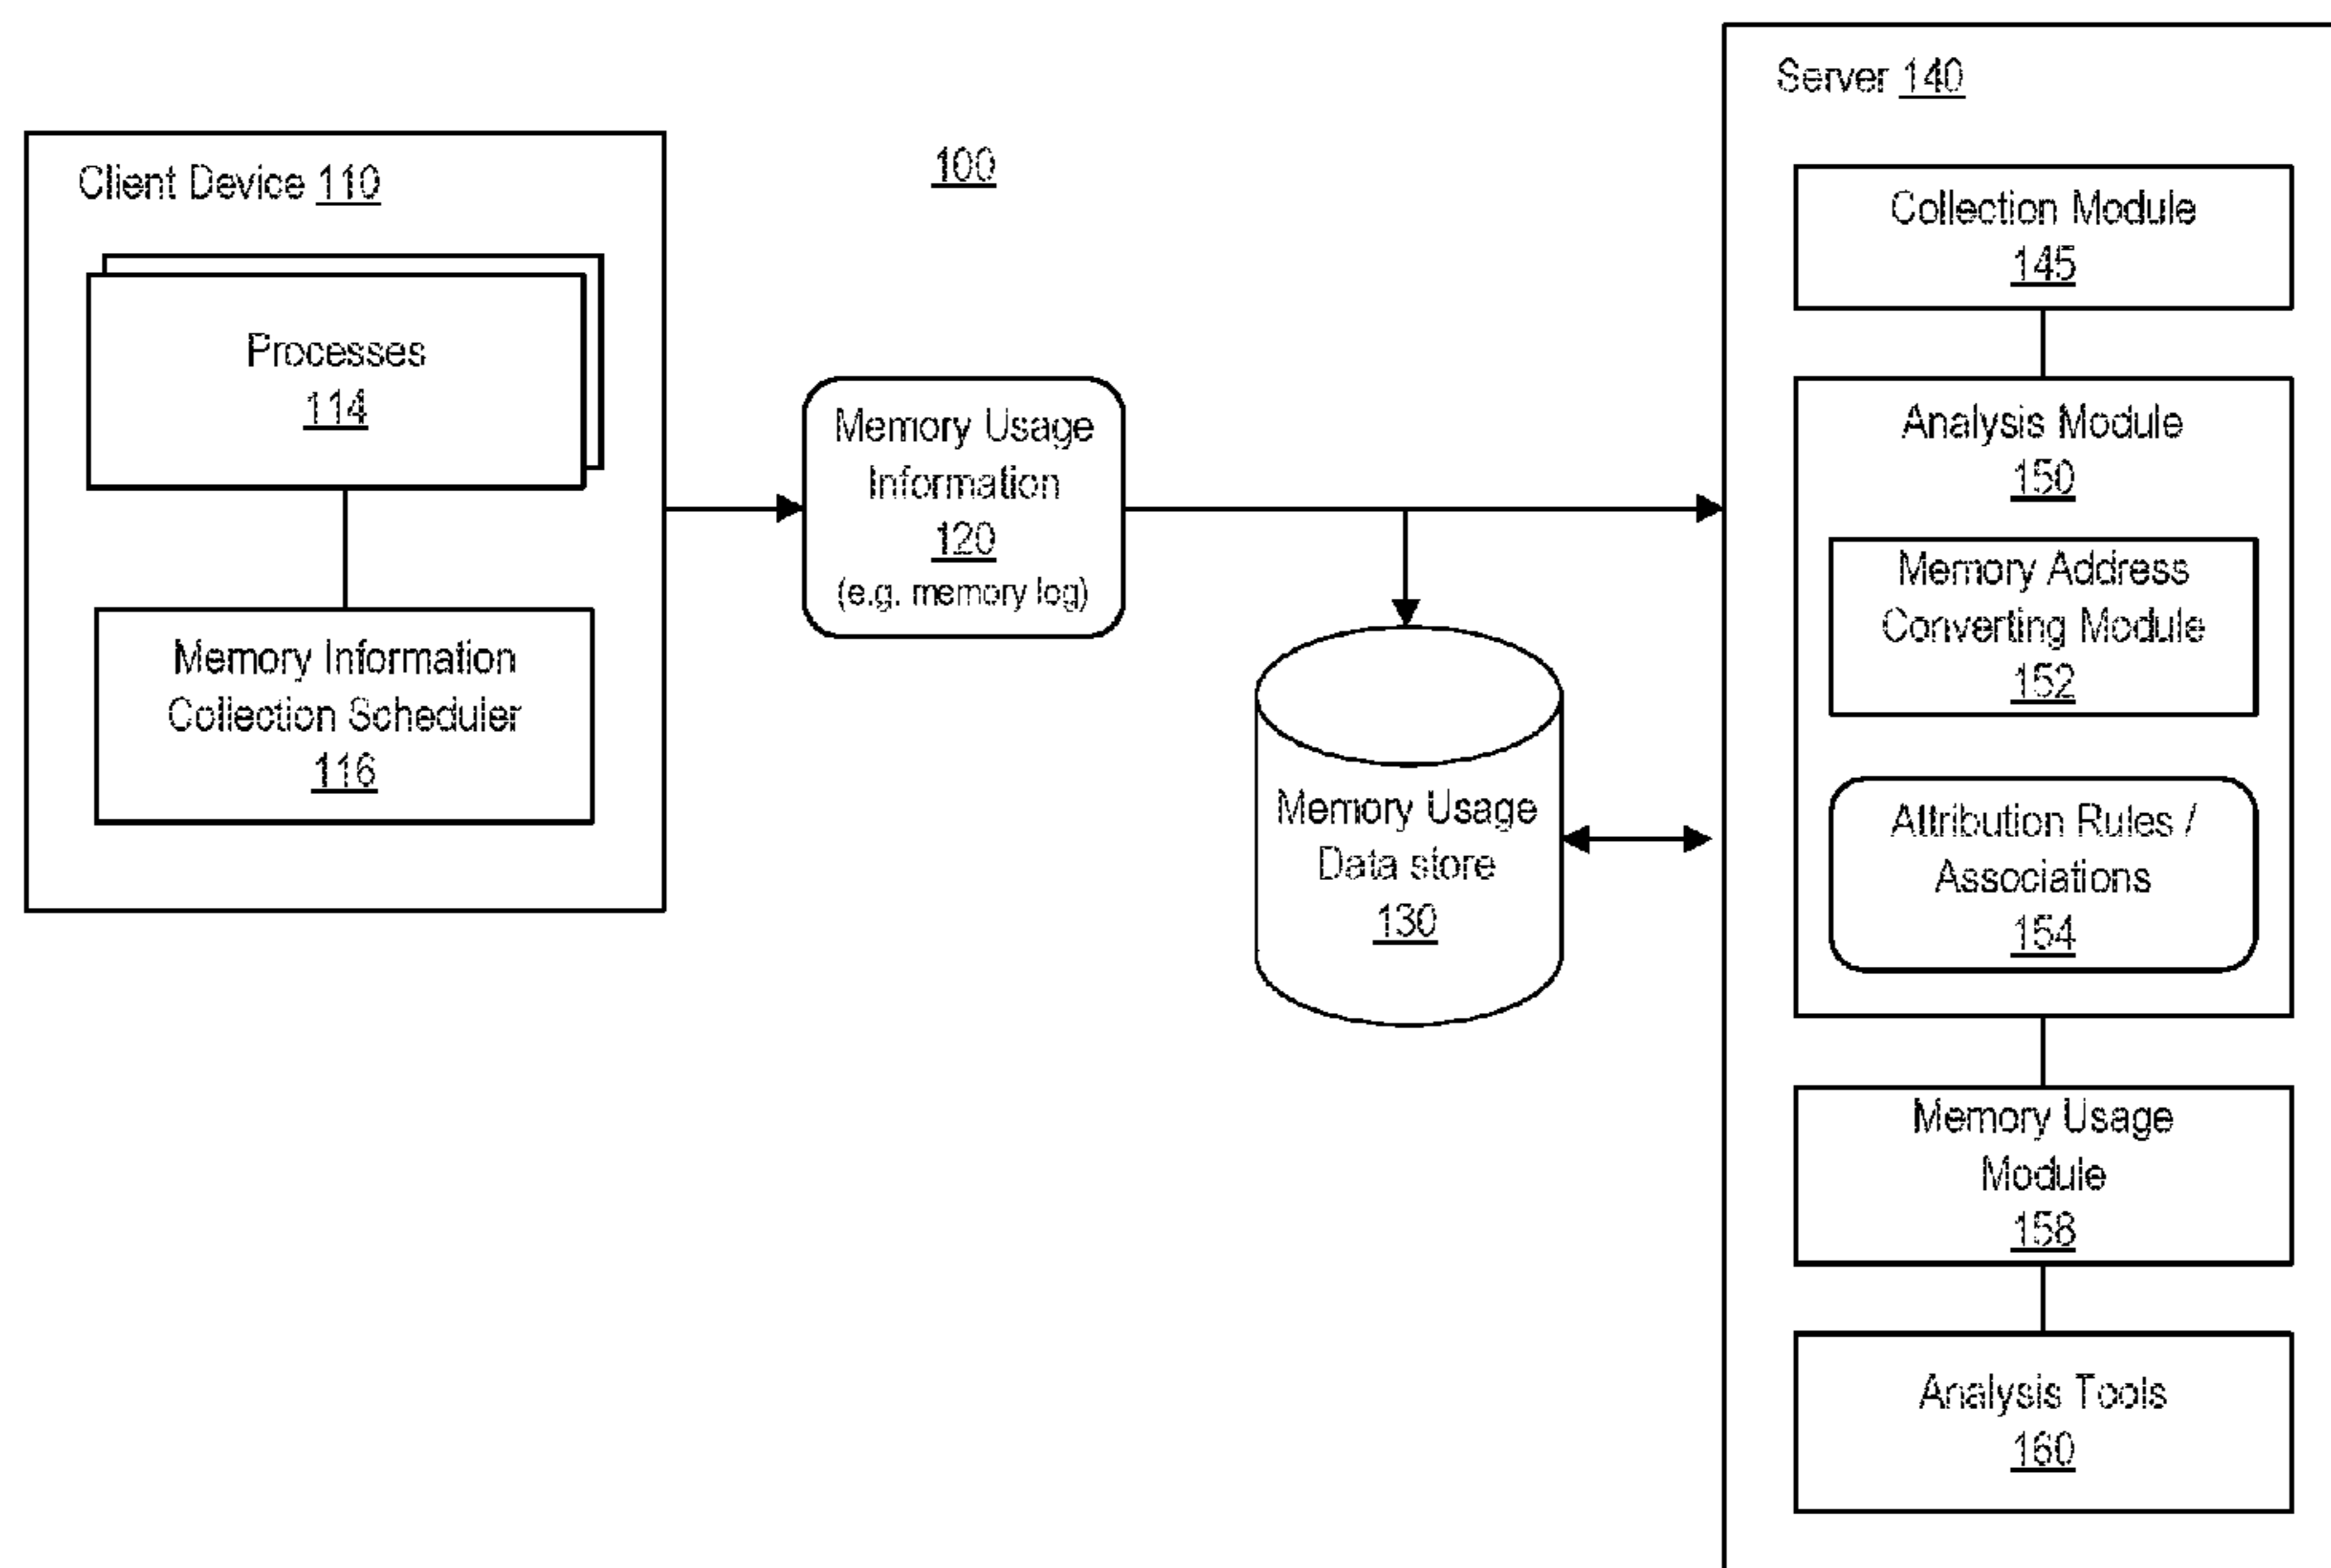 100
Client Device 110
Processes
114
Memory Information
Collection Scheduler
116
Memory Usage
Information
120
(e.g. memory log)
Memory Usage
Data store
130
Server 140
Collection Module
145
Analysis Module
150
Memory Address
Converting Module
152
Attribution Rules /
Associations
154
Memory Usage
Module
158
Analysis Tools
160